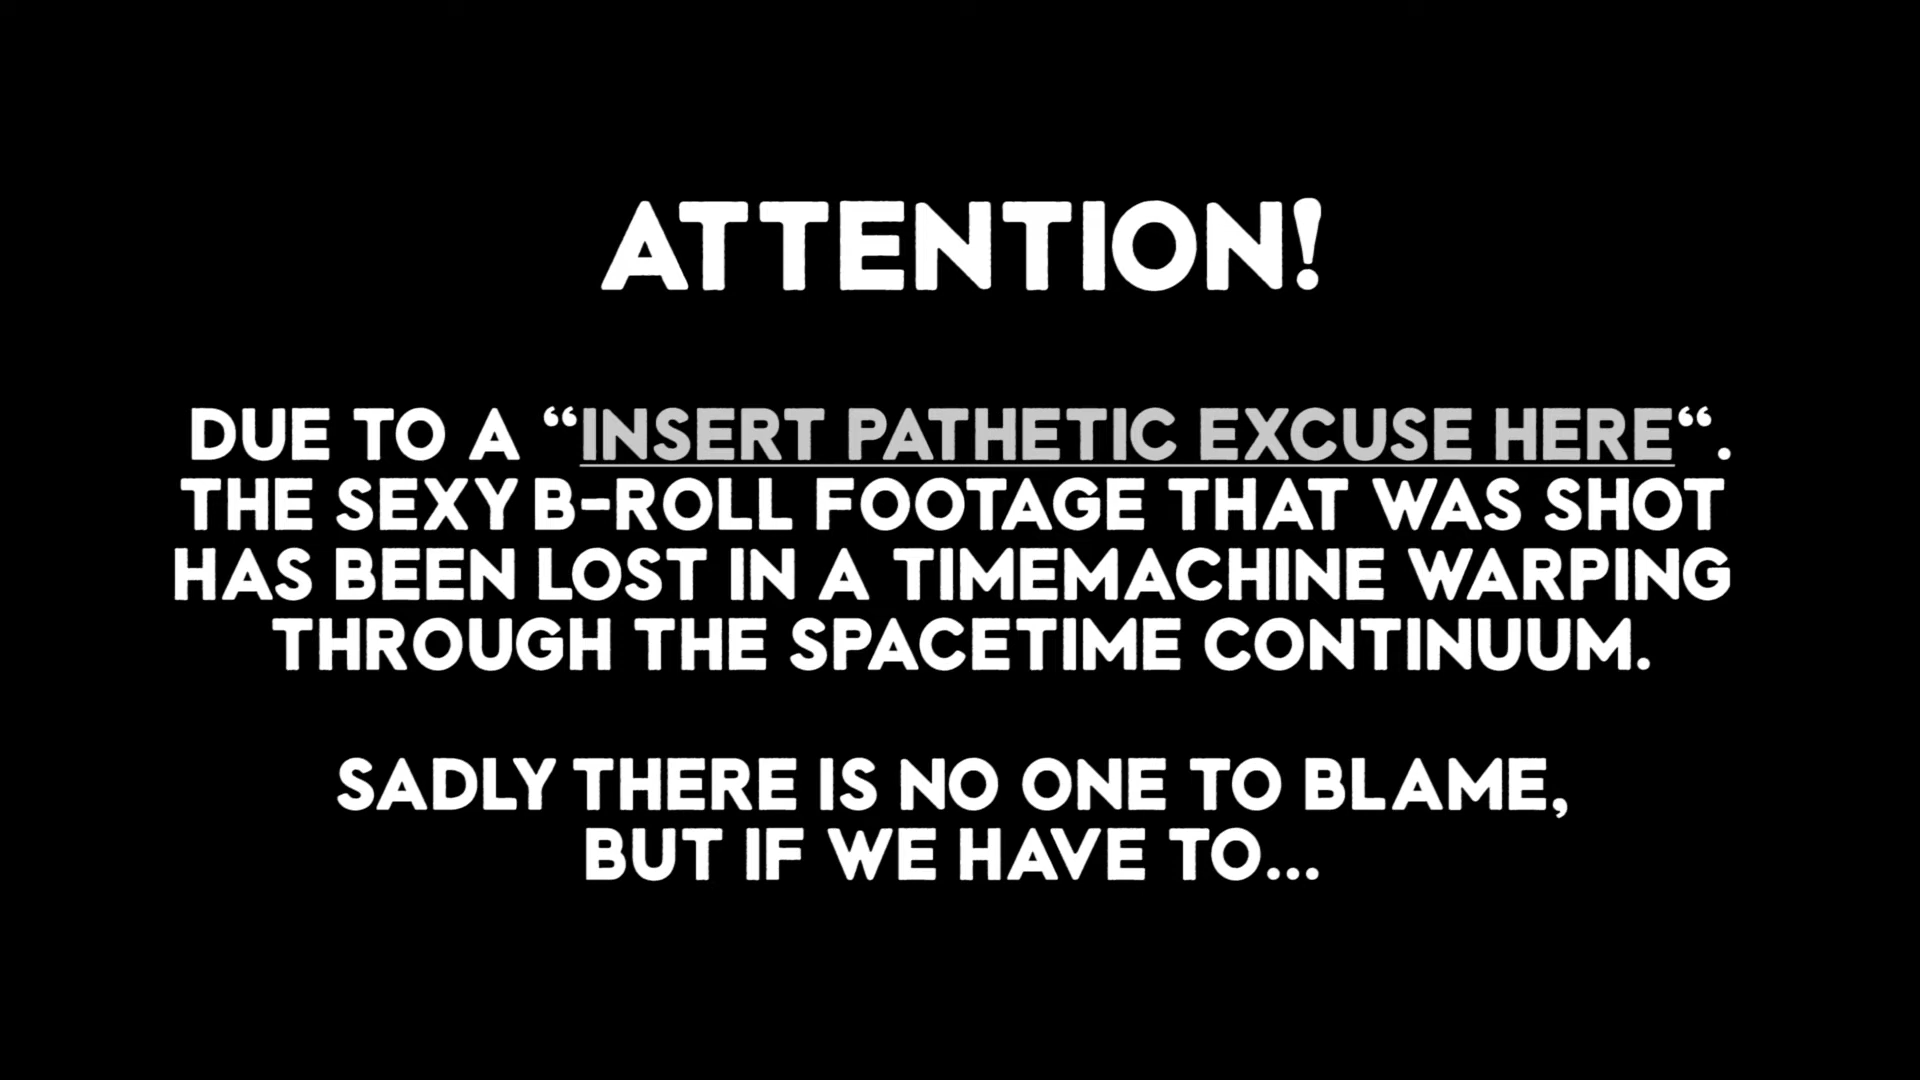 ATTENTION!
DUE TO A “INSERT PATHETIC EXCUSE HERE“.
THE SEXY B-ROLL FOOTAGE THAT WAS SHOT
HAS BEEN LOST IN A TIMEMACHINE WARPING
THROUGH THE SPACETIME CONTINUUM.
SADLY THERE IS NO ONE TO BLAME,
BUT IF WE HAVE TO...